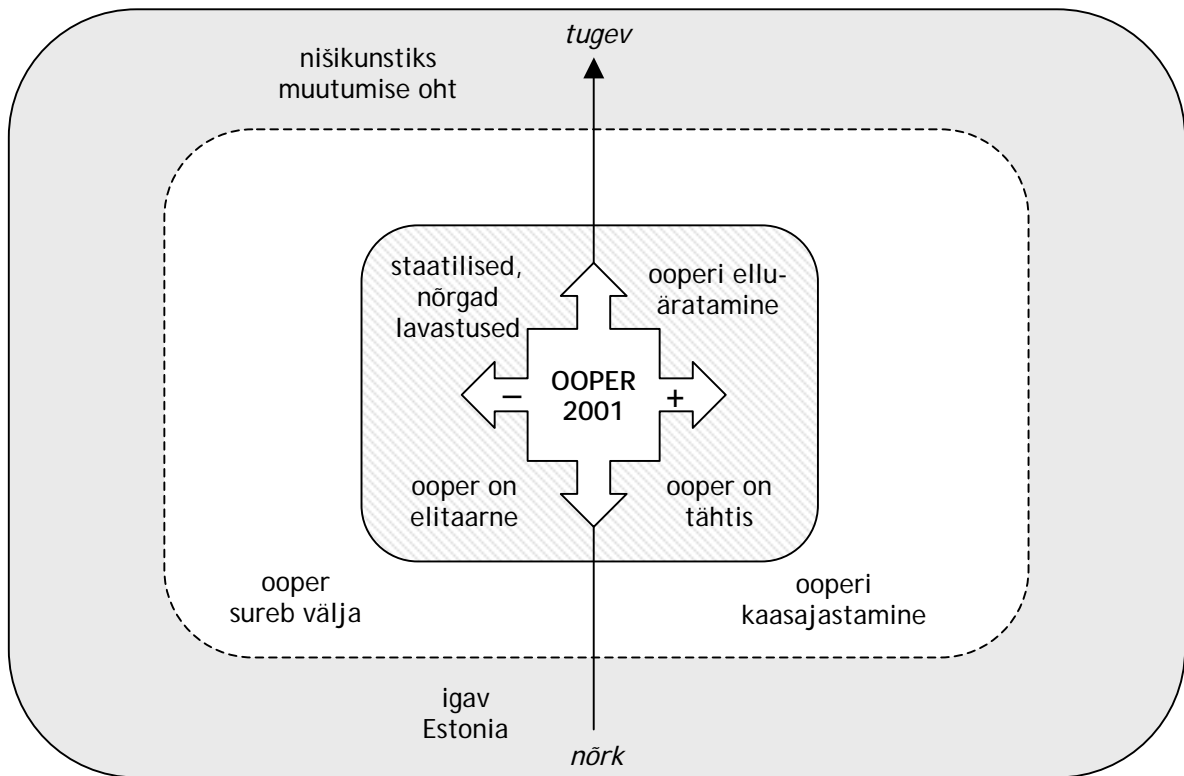 tugev
nišikunstiks
muutumise oht
staatilised,
nõrgad
lavastused
ooperi ellu-
äratamine
–
OOPER
2001
+
ooper on
elitaarne
ooper on
tähtis
ooper
sureb välja
ooperi
kaasajastamine
igav
Estonia
nõrk